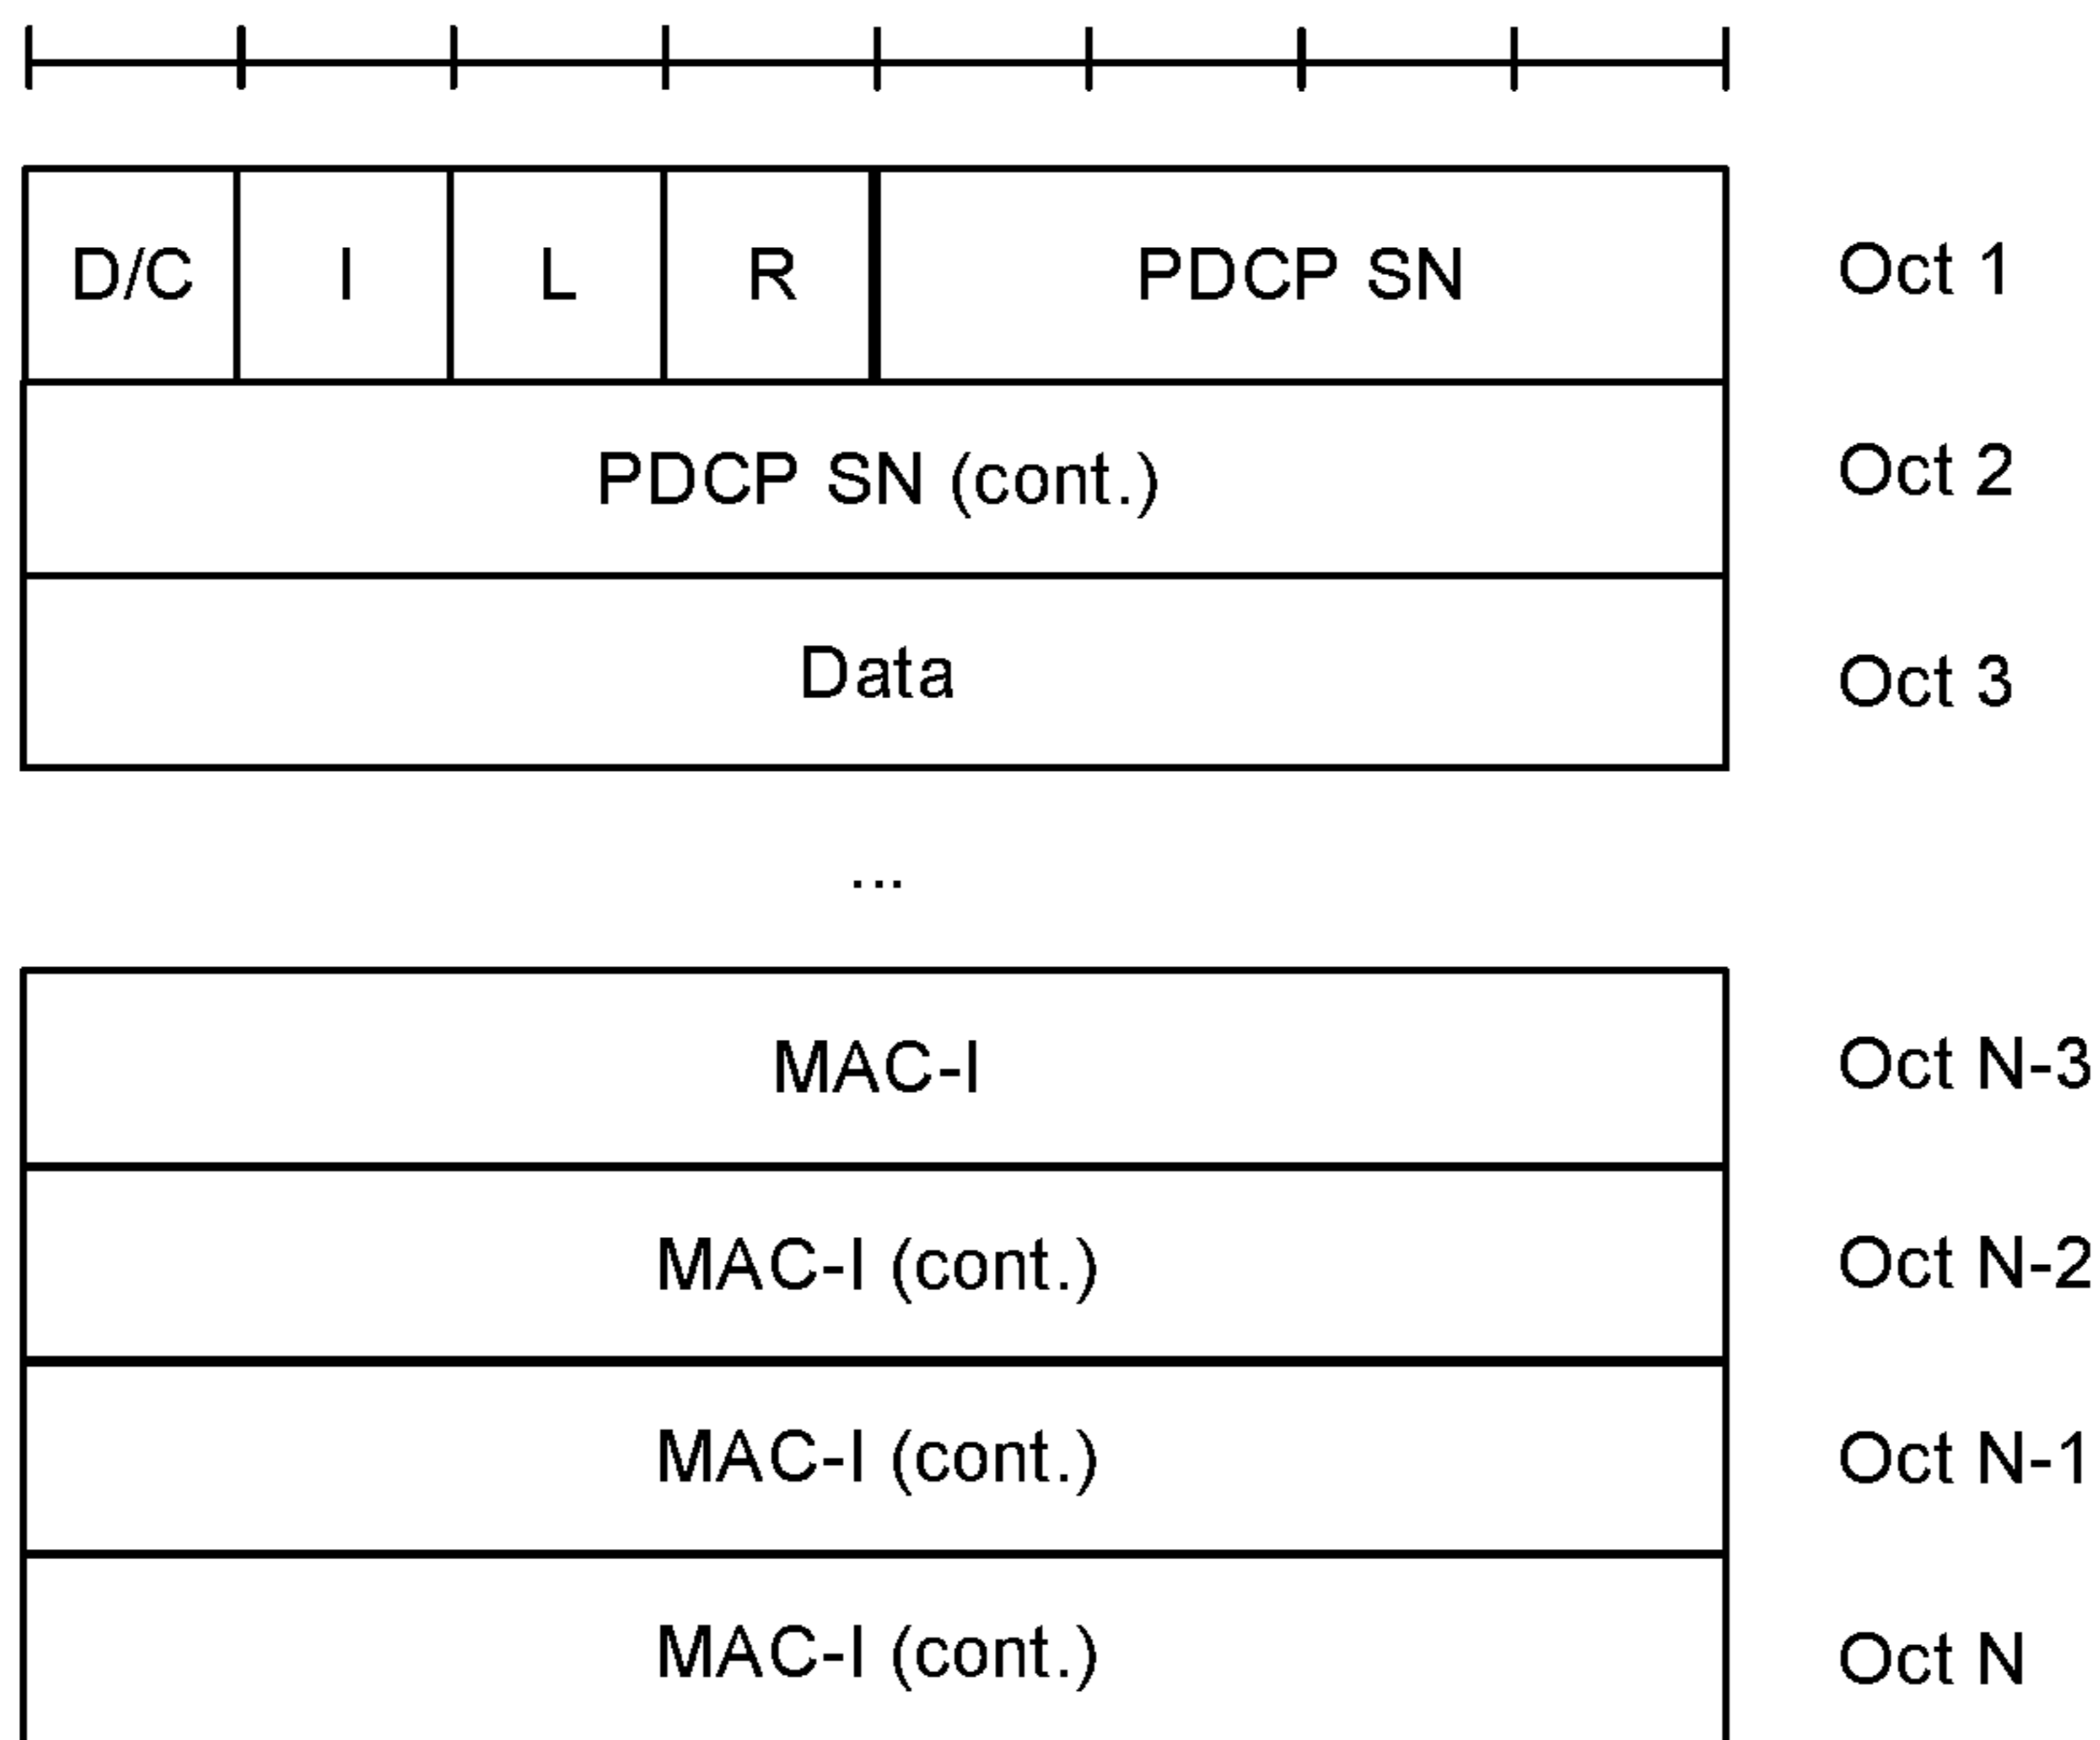 D/C I L R PDCP SN Oct 1
PDCP SN (cont.) Oct 2
Data Oct 3
...
MAC-I Oct N-3
MAC-I (cont.) Oct N-2
MAC-I (cont.) Oct N-1
MAC-I (cont.) Oct N